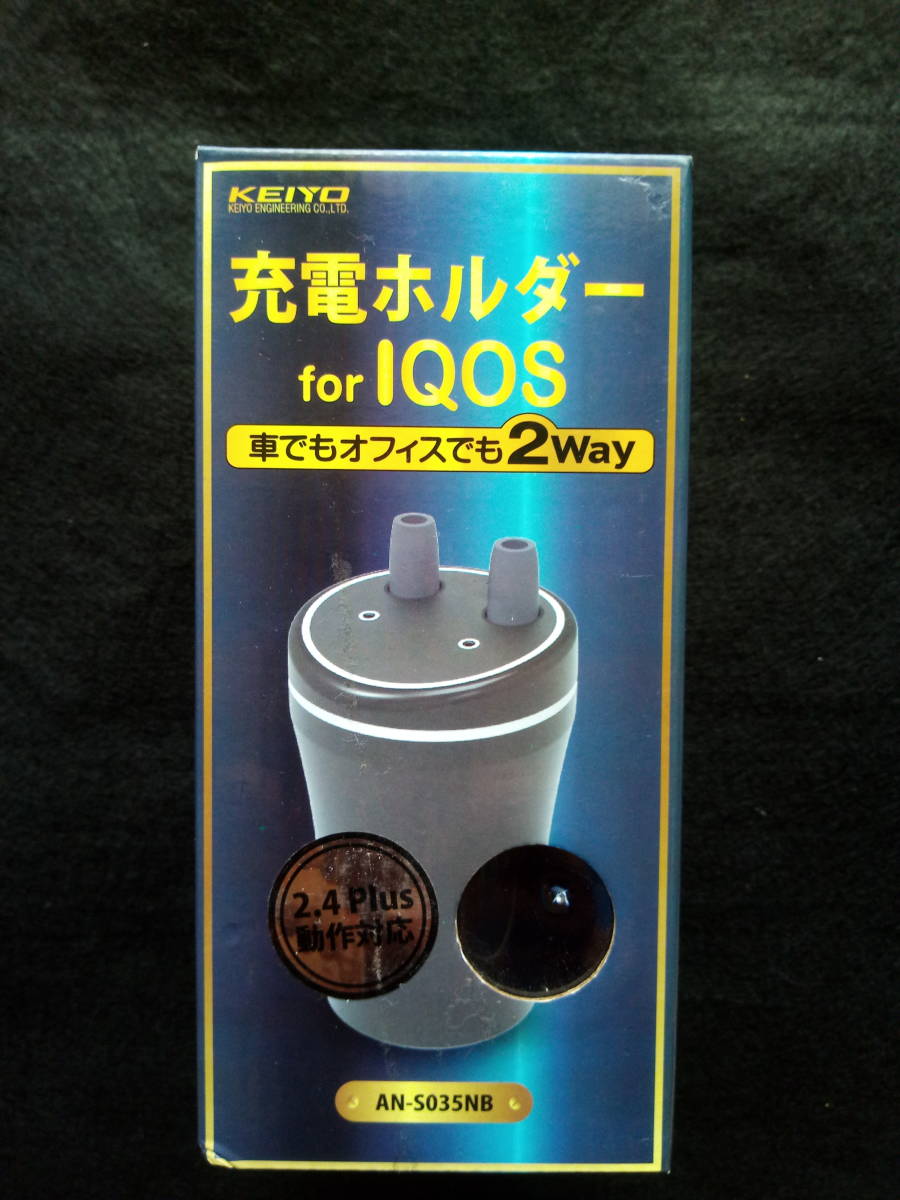 KEIYO
KEIYO ENGINEERING CO.,LTD.
充電ホルダー
for IQOS
車でもオフィスでも2Way
2.4 Plus
動作対応
AN-S035NB